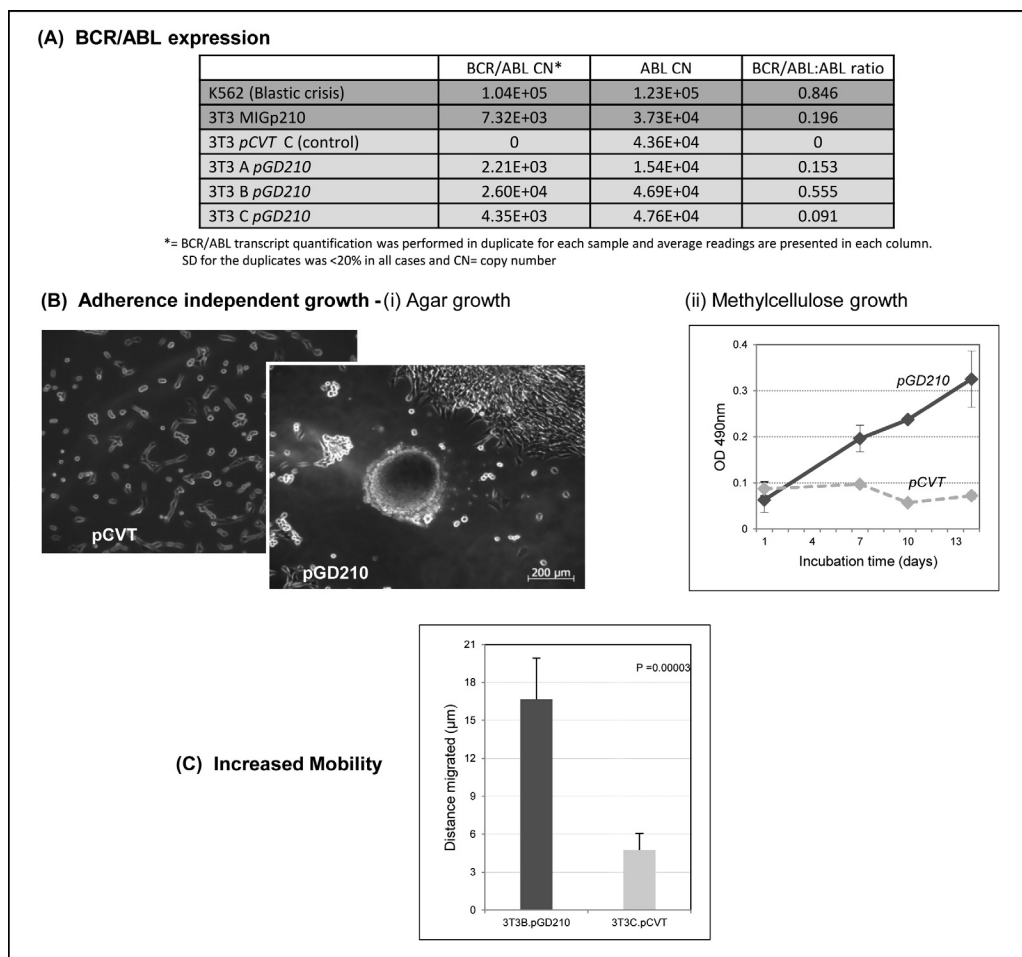 (A) BCR/ABL expression
BCR/ABL CN* ABL CN BCR/ABL:ABL ratio
K562 (Blastic crisis) 1.04E+05 1.23E+05 0.846
3T3 MIGp210 7.32E+03 3.73E+04 0.196
3T3 pCVT C (control) 0 4.36E+04 0
3T3 A pGD210 2.21E+03 1.54E+04 0.153
3T3 B pGD210 2.60E+04 4.69E+04 0.555
3T3 C pGD210 4.35E+03 4.76E+04 0.091
*= BCR/ABL transcript quantification was performed in duplicate for each sample and average readings are presented in each column.
SD for the duplicates was <20% in all cases and CN= copy number
(B) Adherence independent growth - (i) Agar growth
pCVT
pGD210
200 µm
(ii) Methylcellulose growth
0.4
0.3
0.2
0.1
0
OD 490nm
pGD210
pCVT
1 4 7 10 13
Incubation time (days)
(C) Increased Mobility
21
18
15
12
9
6
3
0
Distance migrated (µm)
P =0.00003
3T3B.pGD210 3T3C.pCVT